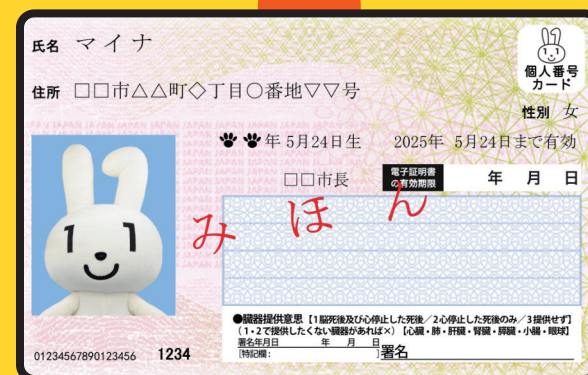 氏名 マイナ
個人番号
カード
住所 □□市△△町◇丁目○番地▽▽号
性別 女
年 5月24日生 2025年 5月24日まで有効
□□市長 電子証明書の有効期限 年 月 日
みほん
JAPAN
1 1
●臓器提供意思【1脳死後及び心停止した死後/2心停止した死後のみ/3提供せず】
(1・2で提供したくない臓器があれば×)【心臓・肺・肝臓・腎臓・膵臓・小腸・眼球】
署名年月日 年 月 日
[特記欄: ]署名
01234567890123456 1234